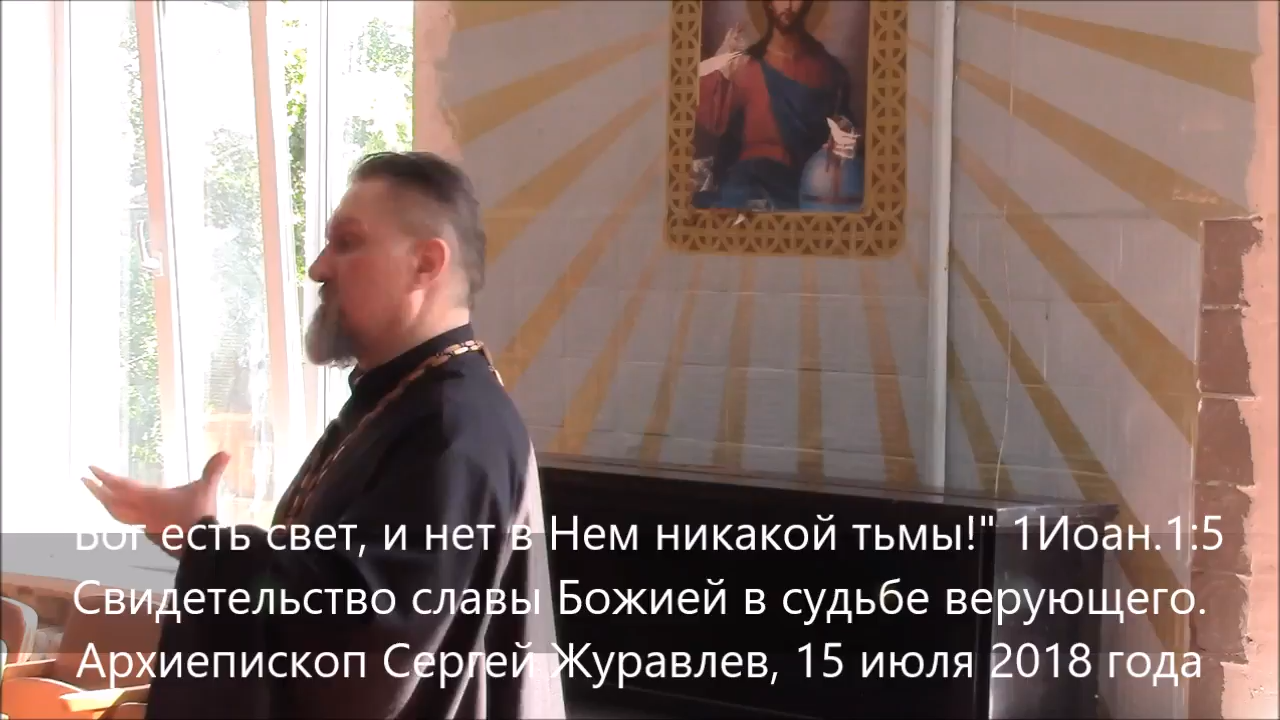 "Бог есть свет, и нет в Нем никакой тьмы!" 1Иоан.1:5
Свидетельство славы Божией в судьбе верующего.
Архиепископ Сергей Журавлев, 15 июля 2018 года